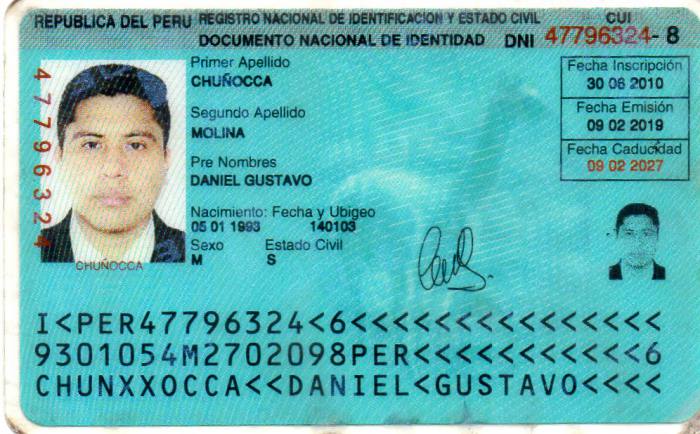 REPUBLICA DEL PERU REGISTRO NACIONAL DE IDENTIFICACION Y ESTADO CIVIL CUI
DOCUMENTO NACIONAL DE IDENTIDAD DNI 47796324-8
47796324
Primer Apellido
CHUÑOCCA
Segundo Apellido
MOLINA
Pre Nombres
DANIEL GUSTAVO
Nacimiento: Fecha y Ubigeo
05 01 1993 140103
Sexo Estado Civil
M S
Fecha Inscripción
30 06 2010
Fecha Emisión
09 02 2019
Fecha Caducidad
09 02 2027
CHUÑOCCA
I<PER47796324<6<<<<<<<<<<<<<<<
9301054M2702098PER<<<<<<<<<<<6
CHUNXXOCCA<<DANIEL<GUSTAVO<<<<